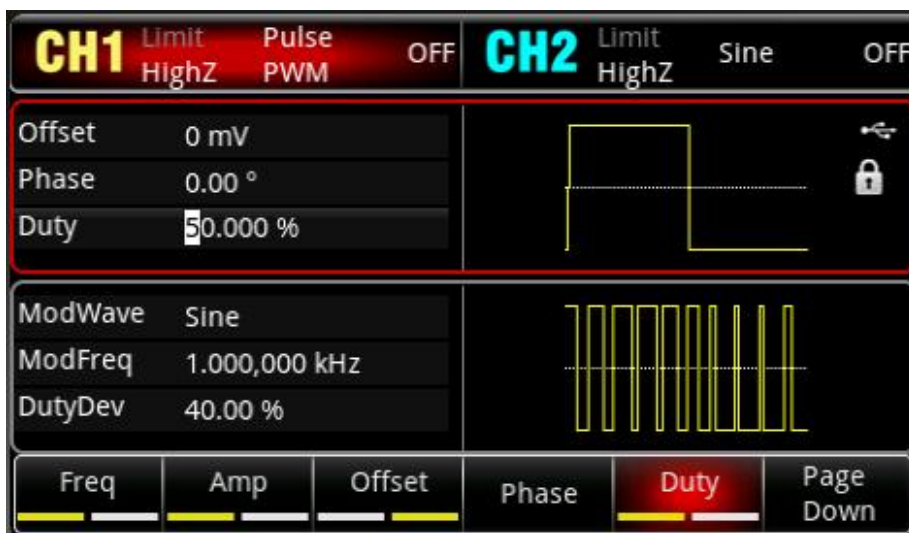 CH1 Limit Pulse OFF CH2 Limit Sine OFF
HighZ PWM HighZ
Offset 0 mV
Phase 0.00 °
Duty 50.000 %
ModWave Sine
ModFreq 1.000,000 kHz
DutyDev 40.00 %
Freq Amp Offset Phase Duty Page
Down